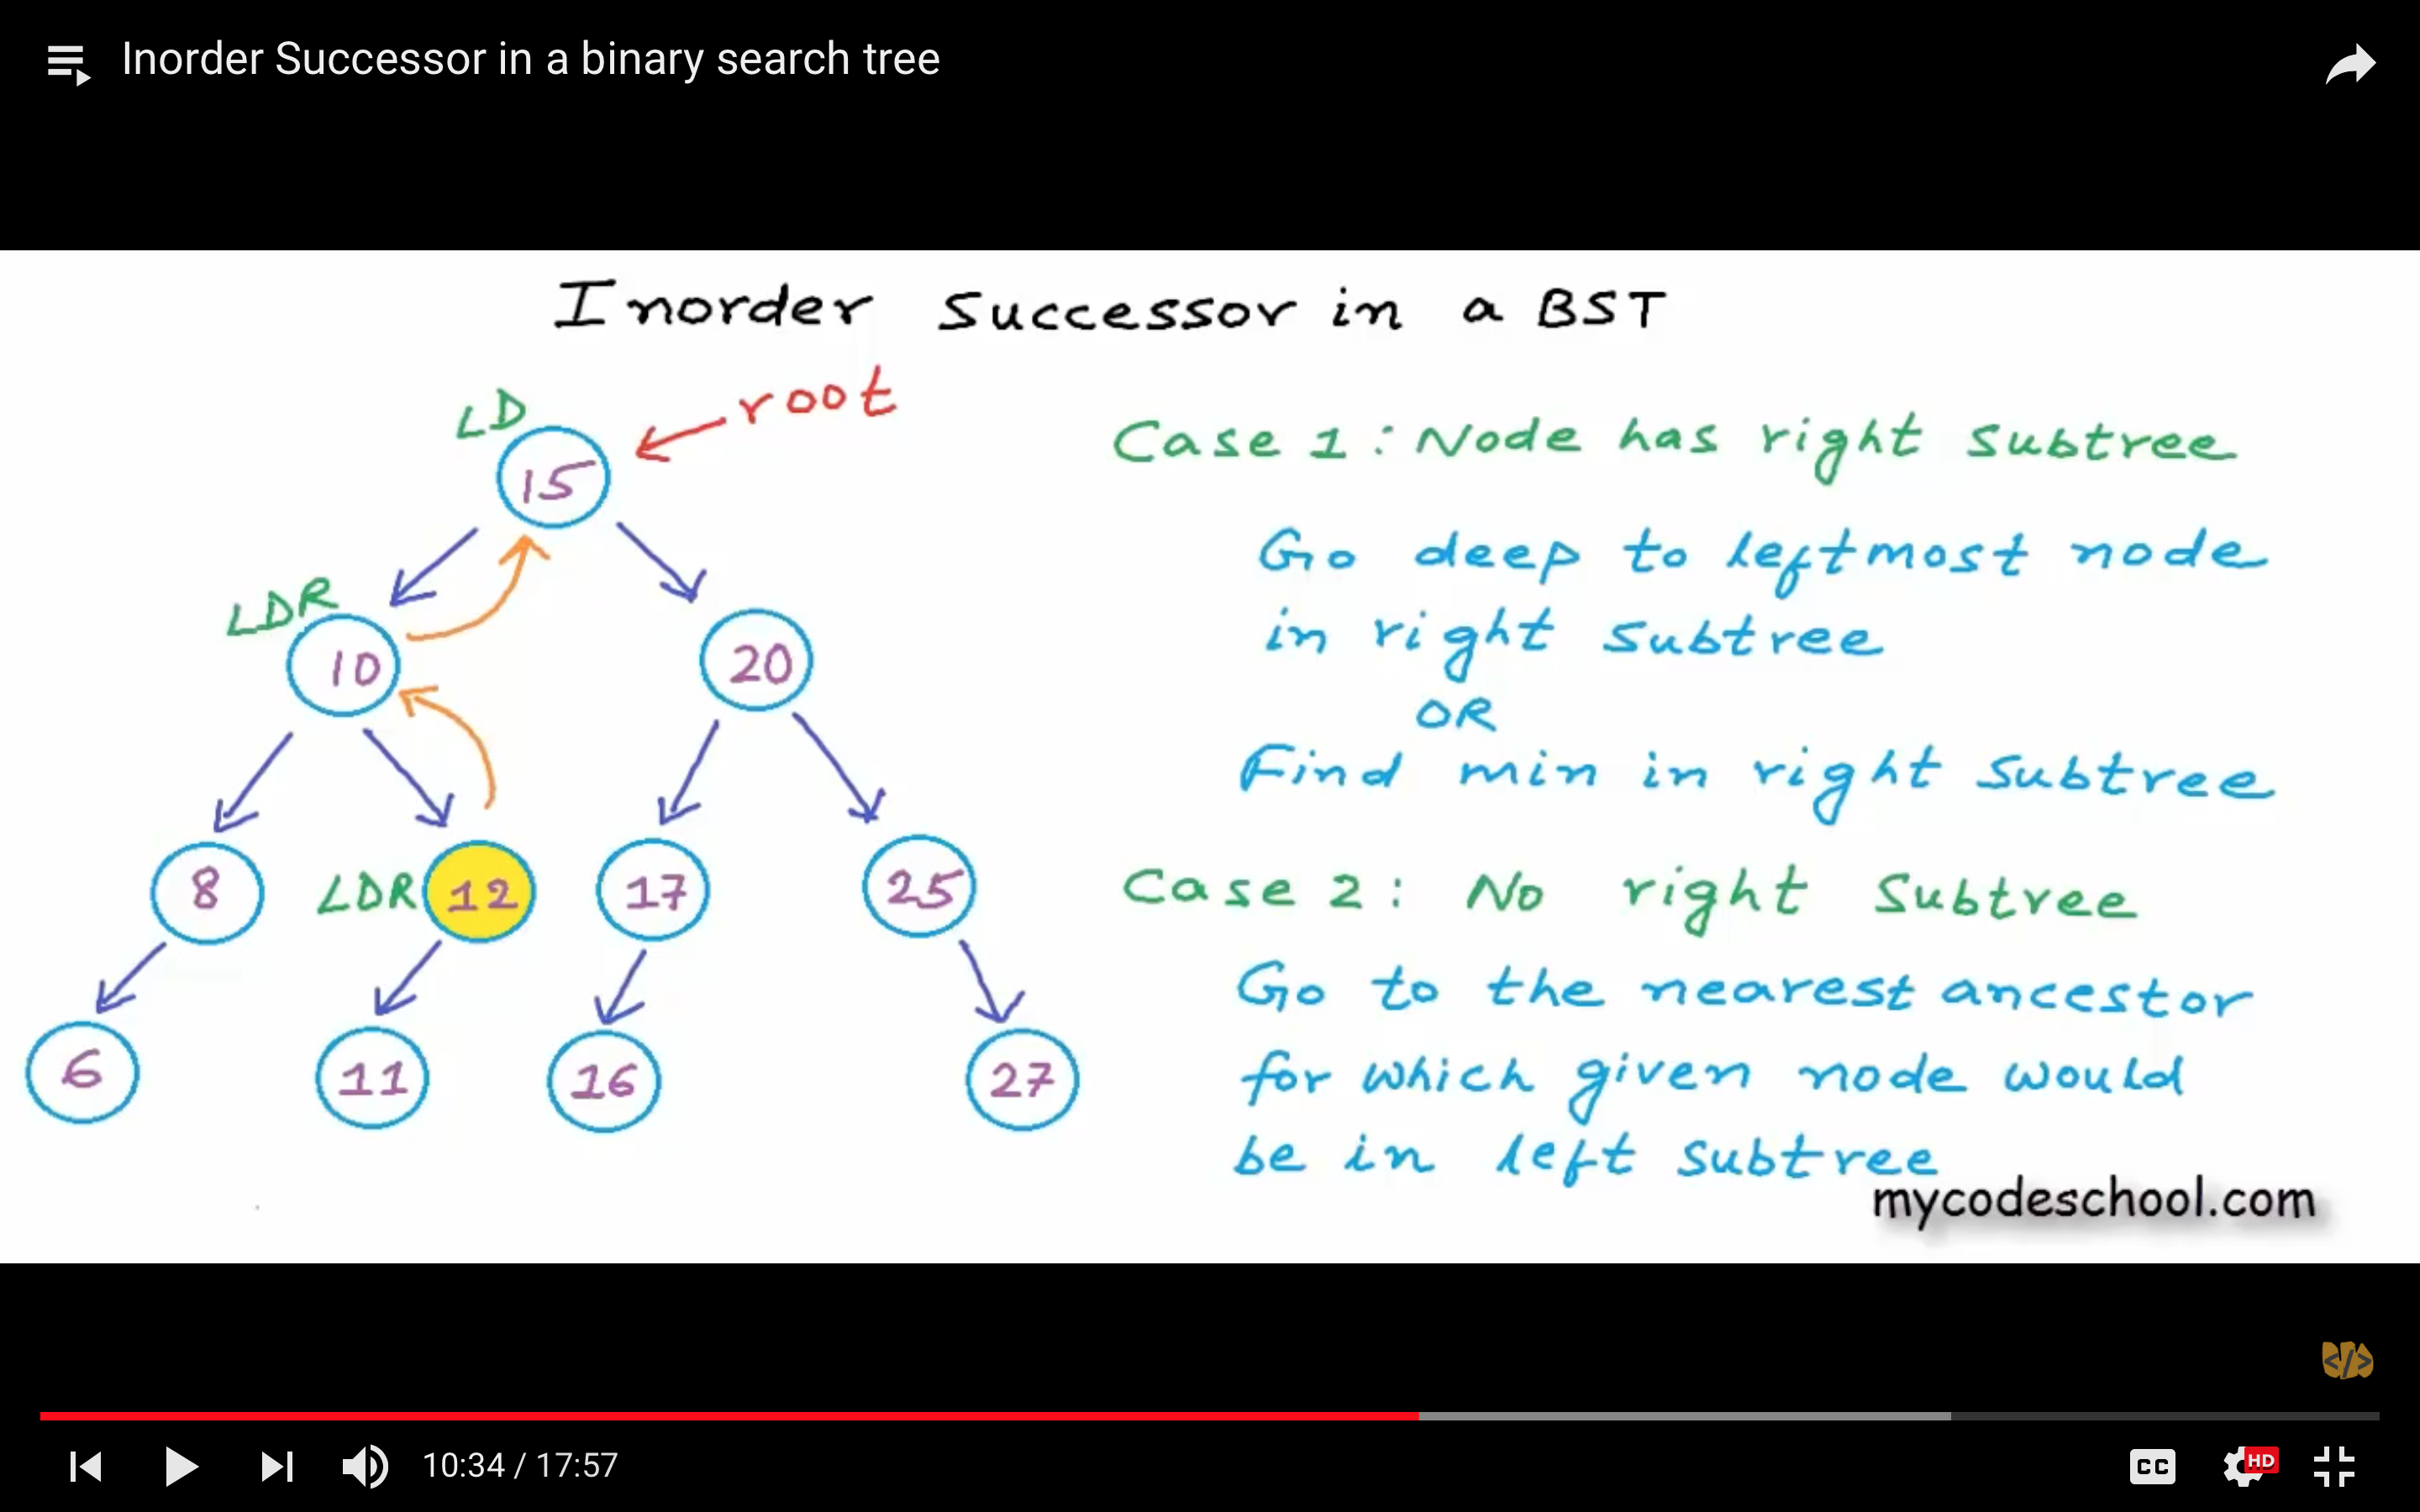 Inorder Successor in a binary search tree
Inorder Successor in a BST
LD
root
15
LDR
10
20
8
LDR
12
17
25
6
11
16
27
Case 1: Node has right subtree
Go deep to leftmost node
in right subtree
OR
Find min in right subtree
Case 2: No right Subtree
Go to the nearest ancestor
for which given node would
be in left subtree
mycodeschool.com
</>
10:34 / 17:57
CC
HD